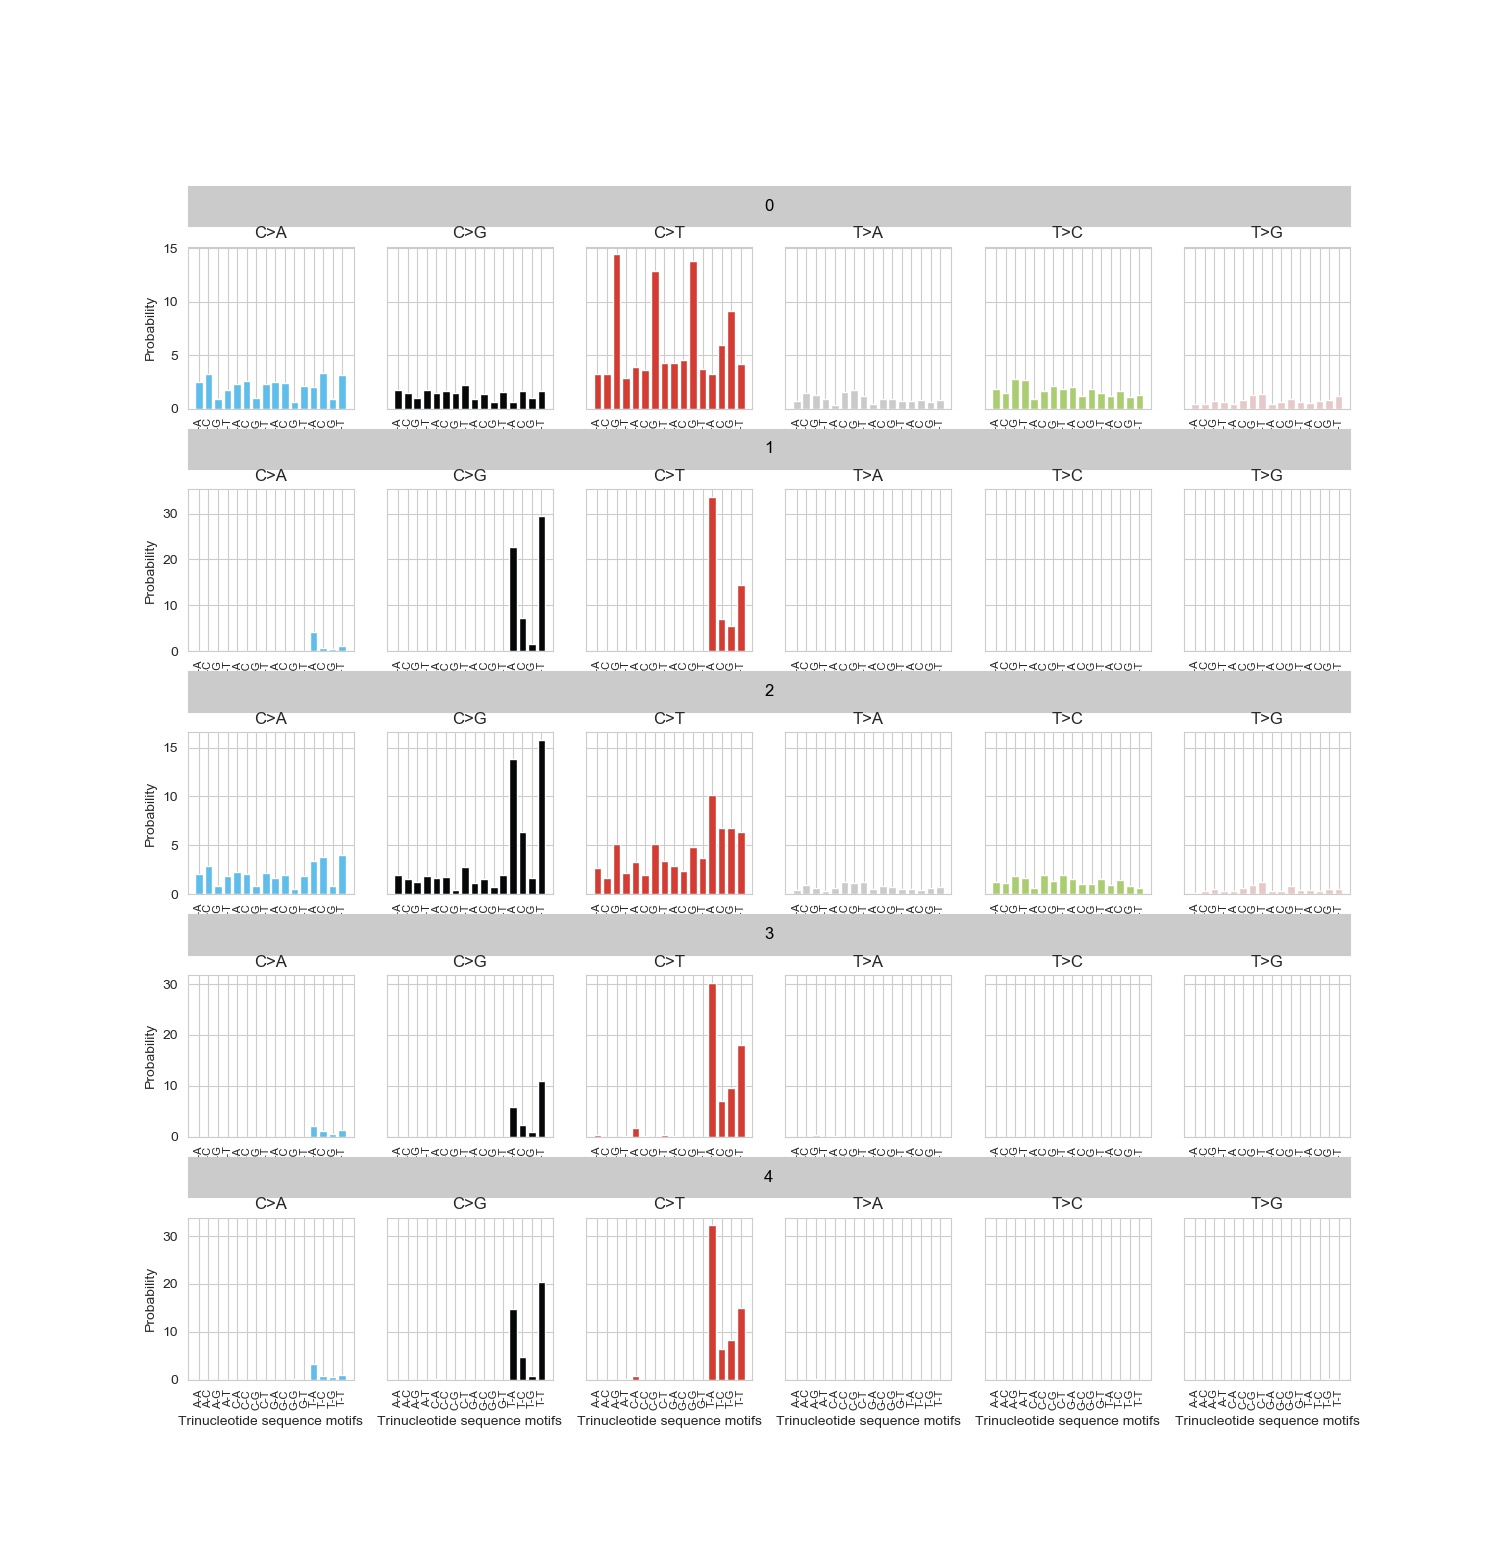 0
C>A C>G C>T T>A T>C T>G
15
10
5
0
Probability
1
C>A C>G C>T T>A T>C T>G
30
20
10
0
Probability
2
C>A C>G C>T T>A T>C T>G
15
10
5
0
Probability
3
C>A C>G C>T T>A T>C T>G
30
20
10
0
Probability
4
C>A C>G C>T T>A T>C T>G
30
20
10
0
Probability
A-A A-C A-G A-T C-A C-C C-G C-T G-A G-C G-G G-T T-A T-C T-G T-T A-A A-C A-G A-T C-A C-C C-G C-T G-A G-C G-G G-T T-A T-C T-G T-T A-A A-C A-G A-T C-A C-C C-G C-T G-A G-C G-G G-T T-A T-C T-G T-T A-A A-C A-G A-T C-A C-C C-G C-T G-A G-C G-G G-T T-A T-C T-G T-T A-A A-C A-G A-T C-A C-C C-G C-T G-A G-C G-G G-T T-A T-C T-G T-T A-A A-C A-G A-T C-A C-C C-G C-T G-A G-C G-G G-T T-A T-C T-G T-T
Trinucleotide sequence motifs Trinucleotide sequence motifs Trinucleotide sequence motifs Trinucleotide sequence motifs Trinucleotide sequence motifs Trinucleotide sequence motifs